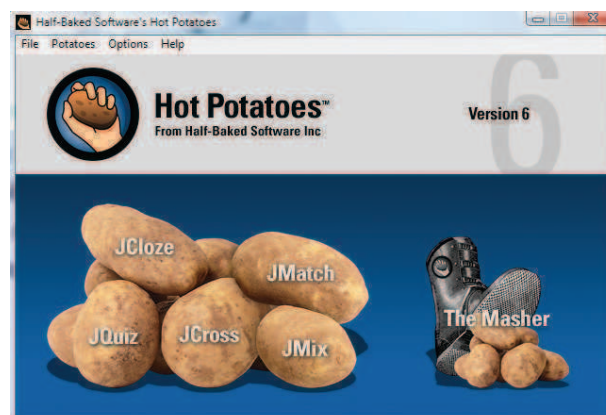 Half-Baked Software's Hot Potatoes
File Potatoes Options Help
Hot Potatoes™
From Half-Baked Software Inc
Version 6
6
JCloze
JMatch
JQuiz
JCross
JMix
The Masher